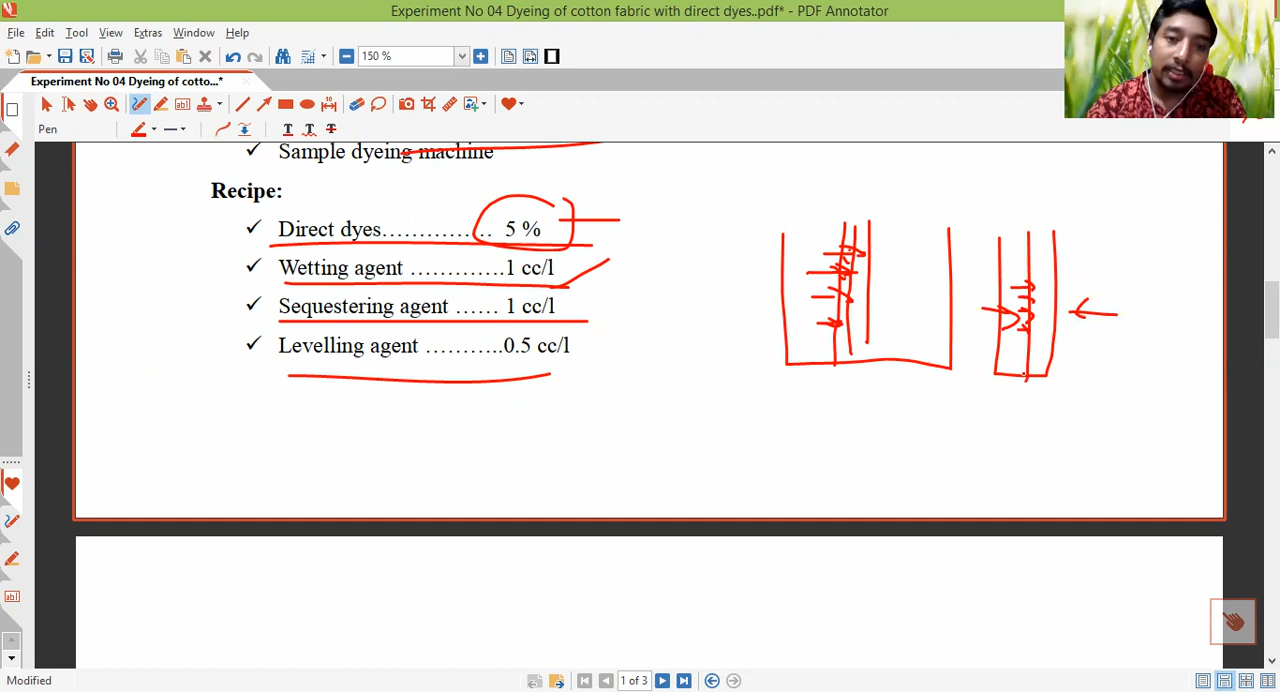 Experiment No 04 Dyeing of cotton fabric with direct dyes..pdf* - PDF Annotator
File Edit Tool View Extras Window Help
150 %
Experiment No 04 Dyeing of cotto...*
Pen
✓ Sample dyeing machine
Recipe:
✓ Direct dyes………….. 5 %
✓ Wetting agent ………….1 cc/l
✓ Sequestering agent …… 1 cc/l
✓ Levelling agent ………..0.5 cc/l
Modified
1 of 3